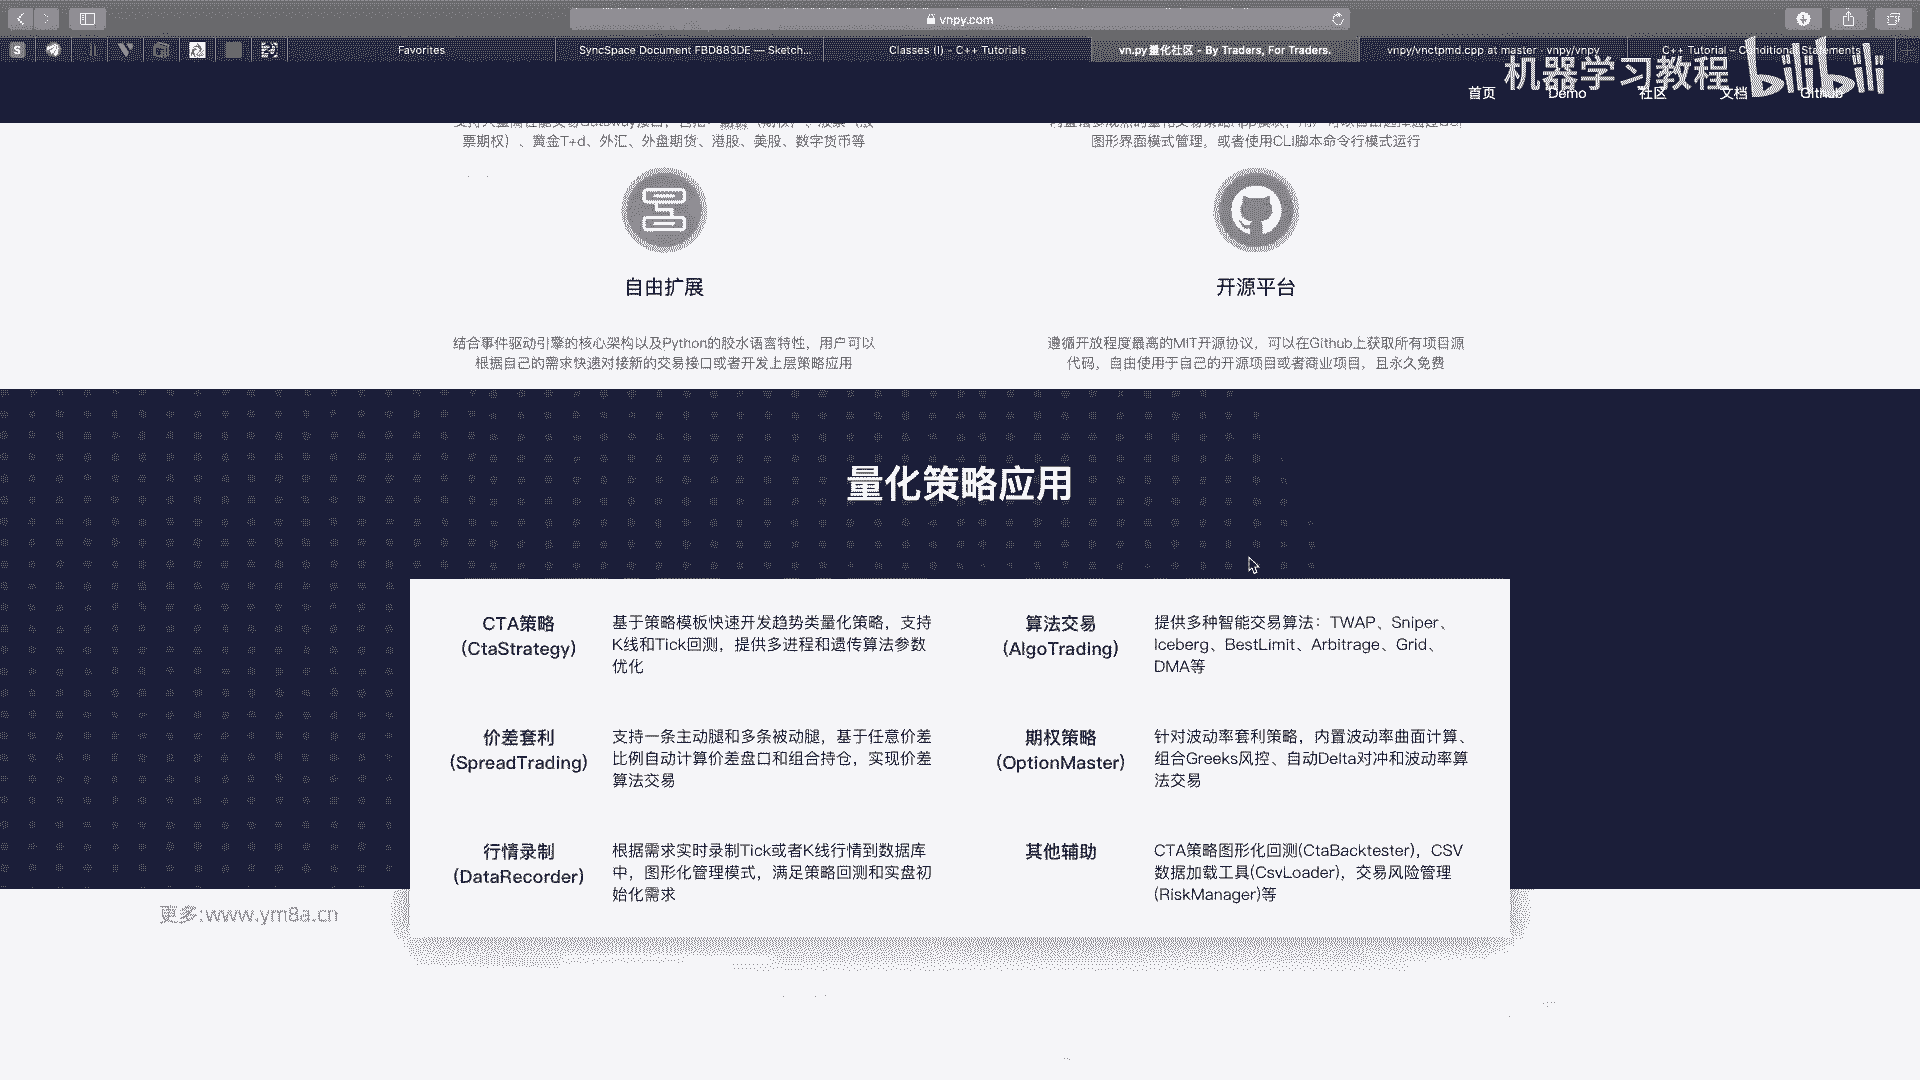 vnpy.com
Favorites
SyncSpace Document FBD883DE — Sketch...
Classes (I) - C++ Tutorials
vn.py量化社区 - By Traders, For Traders.
vnpy/vnctpmd.cpp at master · vnpy/vnpy
C++ Tutorial – Conditional Statements
机器学习教程 bilibili
首页
Demo
社区
文档
Github
票期权）、黄金T+d、外汇、外盘期货、港股、美股、数字货币等
图形界面模式管理，或者使用CLI脚本命令行模式运行
自由扩展
开源平台
结合事件驱动引擎的核心架构以及Python的胶水语言特性，用户可以
根据自己的需求快速对接新的交易接口或者开发上层策略应用
遵循开放程度最高的MIT开源协议，可以在Github上获取所有项目源
代码，自由使用于自己的开源项目或者商业项目，且永久免费
量化策略应用
CTA策略
(CtaStrategy)
基于策略模板快速开发趋势类量化策略，支持
K线和Tick回测，提供多进程和遗传算法参数
优化
算法交易
(AlgoTrading)
提供多种智能交易算法：TWAP、Sniper、
Iceberg、BestLimit、Arbitrage、Grid、
DMA等
价差套利
(SpreadTrading)
支持一条主动腿和多条被动腿，基于任意价差
比例自动计算价差盘口和组合持仓，实现价差
算法交易
期权策略
(OptionMaster)
针对波动率套利策略，内置波动率曲面计算、
组合Greeks风控、自动Delta对冲和波动率算
法交易
行情录制
(DataRecorder)
根据需求实时录制Tick或者K线行情到数据库
中，图形化管理模式，满足策略回测和实盘初
始化需求
其他辅助
CTA策略图形化回测(CtaBacktester)，CSV
数据加载工具(CsvLoader)，交易风险管理
(RiskManager)等
更多:www.ym8a.cn